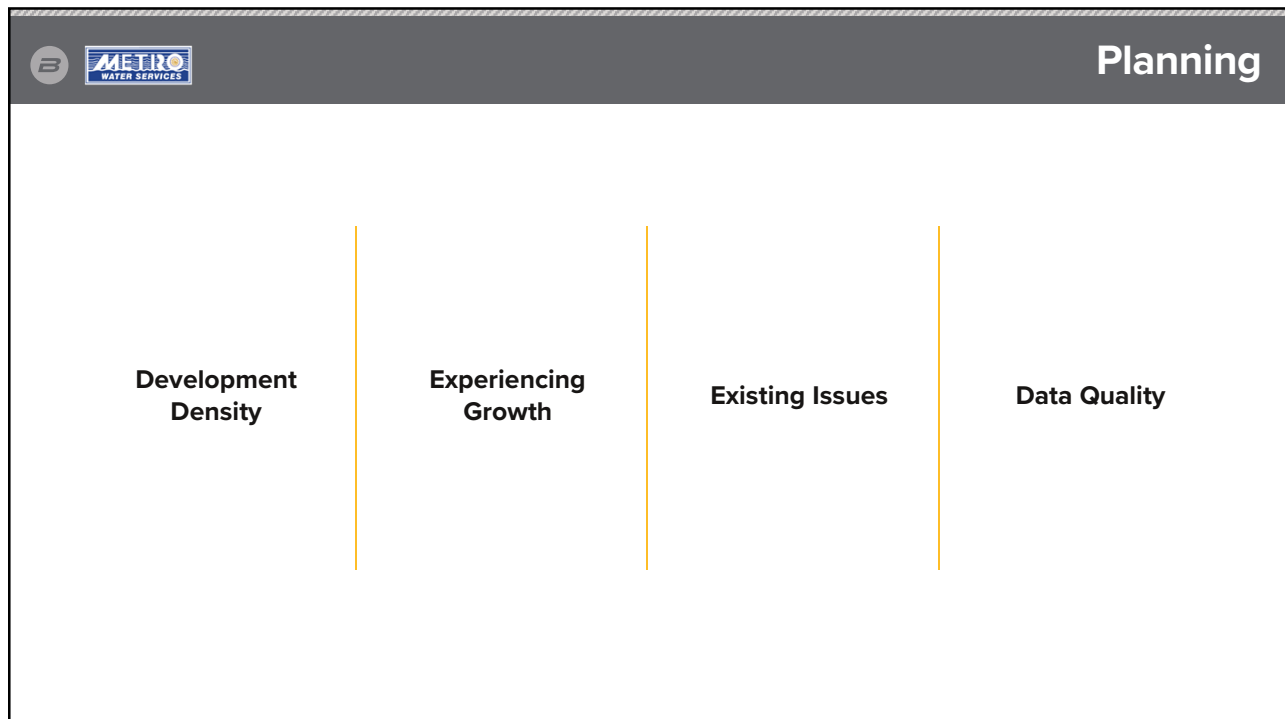 B
METRO
WATER SERVICES
Planning
Development
Density
Experiencing
Growth
Existing Issues
Data Quality